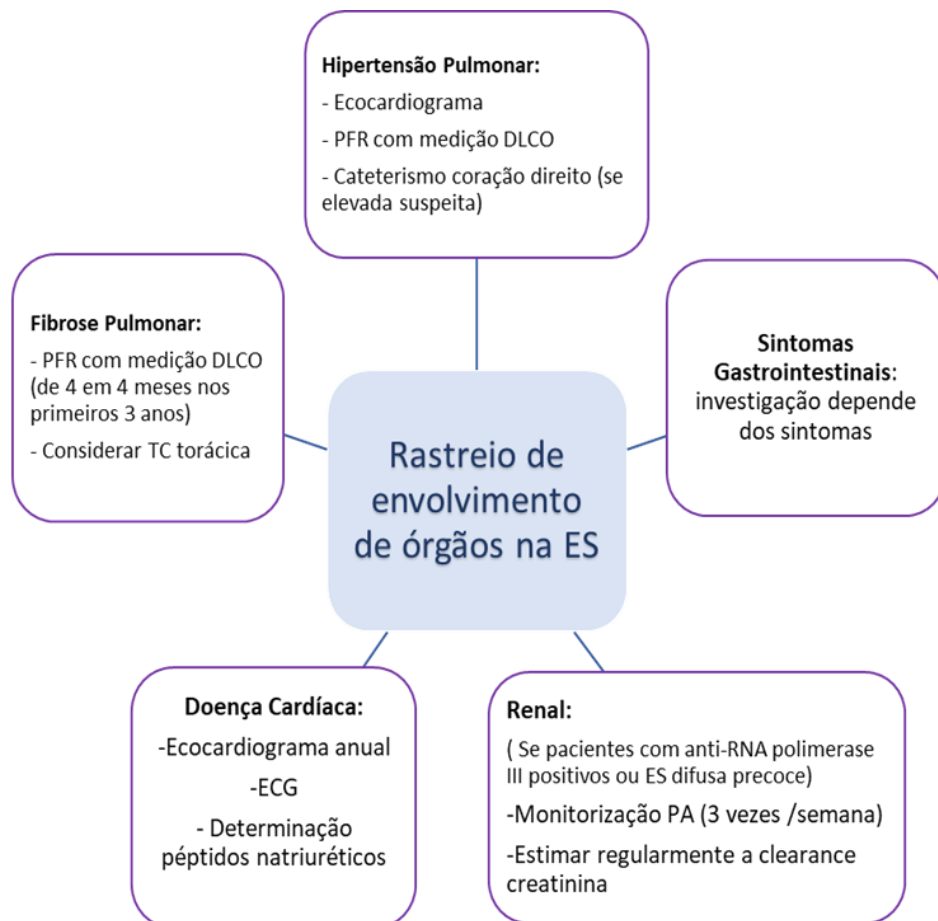 Hipertensão Pulmonar:
- Ecocardiograma
- PFR com medição DLCO
- Cateterismo coração direito (se
elevada suspeita)
Fibrose Pulmonar:
- PFR com medição DLCO
(de 4 em 4 meses nos
primeiros 3 anos)
- Considerar TC torácica
Sintomas
Gastrointestinais:
investigação depende
dos sintomas
Rastreio de
envolvimento
de órgãos na ES
Doença Cardíaca:
-Ecocardiograma anual
-ECG
- Determinação
péptidos natriuréticos
Renal:
( Se pacientes com anti-RNA polimerase
III positivos ou ES difusa precoce)
-Monitorização PA (3 vezes /semana)
-Estimar regularmente a clearance
creatinina